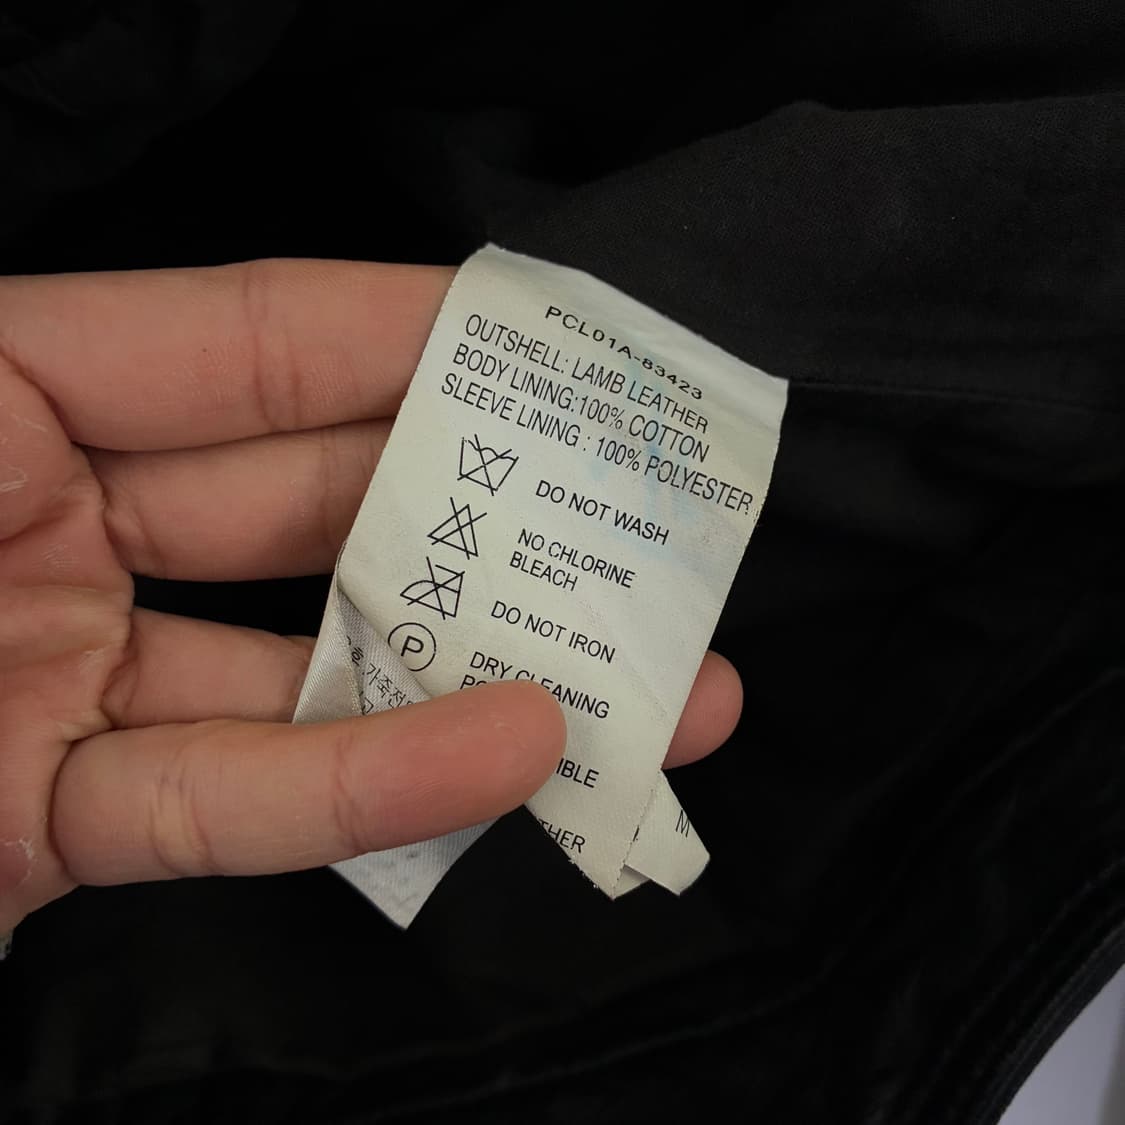 PCL01A-83423
OUTSHELL: LAMB LEATHER
BODY LINING:100% COTTON
SLEEVE LINING : 100% POLYESTER
DO NOT WASH
NO CHLORINE
BLEACH
DO NOT IRON
P
DRY CLEANING
M